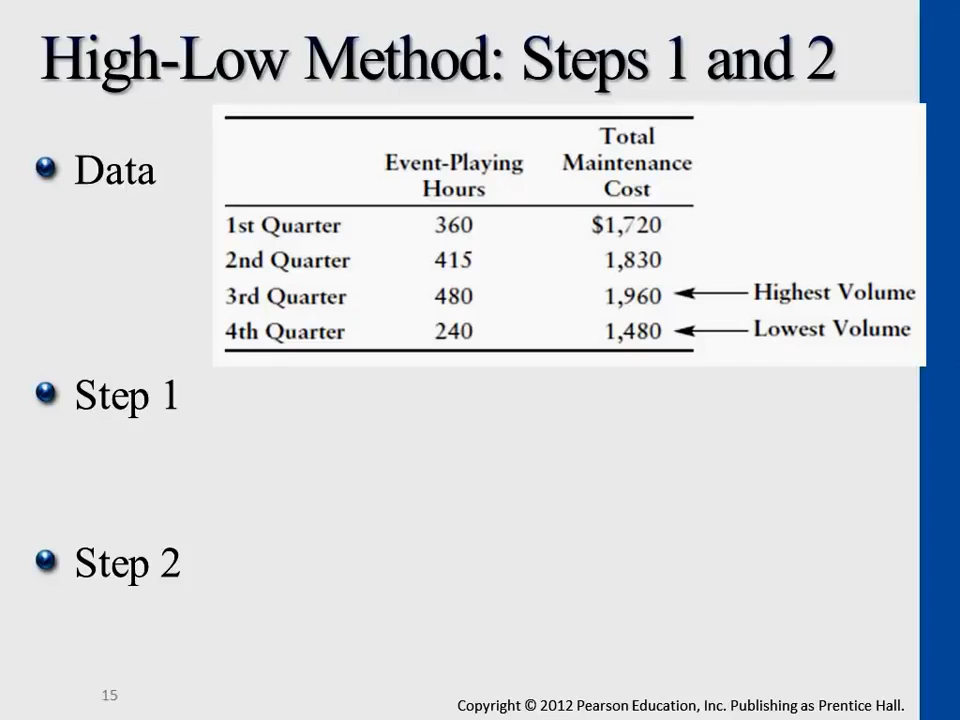 High-Low Method: Steps 1 and 2
Data
Total
Event-Playing Maintenance
Hours Cost
1st Quarter 360 $1,720
2nd Quarter 415 1,830
3rd Quarter 480 1,960 Highest Volume
4th Quarter 240 1,480 Lowest Volume
Step 1
Step 2
15
Copyright © 2012 Pearson Education, Inc. Publishing as Prentice Hall.